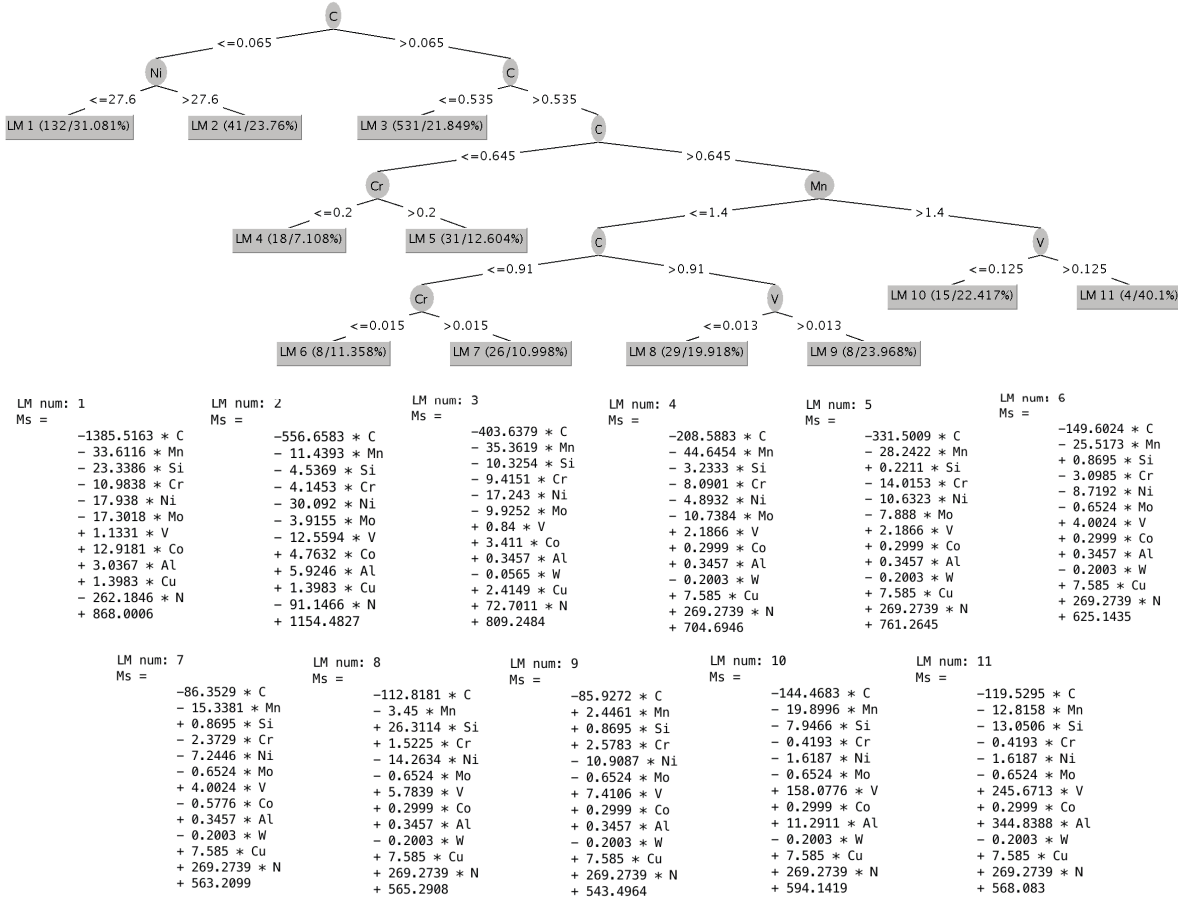 C
<=0.065
>0.065
Ni
C
<=27.6
>27.6
<=0.535
>0.535
LM 1 (132/31.081%)
LM 2 (41/23.76%)
LM 3 (531/21.849%)
C
<=0.645
>0.645
Cr
Mn
<=0.2
>0.2
<=1.4
>1.4
LM 4 (18/7.108%)
LM 5 (31/12.604%)
C
V
<=0.91
>0.91
<=0.125
>0.125
Cr
V
LM 10 (15/22.417%)
LM 11 (4/40.1%)
<=0.015
>0.015
<=0.013
>0.013
LM 6 (8/11.358%)
LM 7 (26/10.998%)
LM 8 (29/19.918%)
LM 9 (8/23.968%)
LM num: 1
Ms =
-1385.5163 * C
- 33.6116 * Mn
- 23.3386 * Si
- 10.9838 * Cr
- 17.938 * Ni
- 17.3018 * Mo
+ 1.1331 * V
+ 12.9181 * Co
+ 3.0367 * Al
+ 1.3983 * Cu
- 262.1846 * N
+ 868.0006
LM num: 2
Ms =
-556.6583 * C
- 11.4393 * Mn
- 4.5369 * Si
- 4.1453 * Cr
- 30.092 * Ni
- 3.9155 * Mo
- 12.5594 * V
+ 4.7632 * Co
+ 5.9246 * Al
+ 1.3983 * Cu
- 91.1466 * N
+ 1154.4827
LM num: 3
Ms =
-403.6379 * C
- 35.3619 * Mn
- 10.3254 * Si
- 9.4151 * Cr
- 17.243 * Ni
- 9.9252 * Mo
+ 0.84 * V
+ 3.411 * Co
+ 0.3457 * Al
- 0.0565 * W
+ 2.4149 * Cu
+ 72.7011 * N
+ 809.2484
LM num: 4
Ms =
-208.5883 * C
- 44.6454 * Mn
- 3.2333 * Si
- 8.0901 * Cr
- 4.8932 * Ni
- 10.7384 * Mo
+ 2.1866 * V
+ 0.2999 * Co
+ 0.3457 * Al
- 0.2003 * W
+ 7.585 * Cu
+ 269.2739 * N
+ 704.6946
LM num: 5
Ms =
-331.5009 * C
- 28.2422 * Mn
+ 0.2211 * Si
- 14.0153 * Cr
- 10.6323 * Ni
- 7.888 * Mo
+ 2.1866 * V
+ 0.2999 * Co
+ 0.3457 * Al
- 0.2003 * W
+ 7.585 * Cu
+ 269.2739 * N
+ 761.2645
LM num: 6
Ms =
-149.6024 * C
- 25.5173 * Mn
+ 0.8695 * Si
- 3.0985 * Cr
- 8.7192 * Ni
- 0.6524 * Mo
+ 4.0024 * V
+ 0.2999 * Co
+ 0.3457 * Al
- 0.2003 * W
+ 7.585 * Cu
+ 269.2739 * N
+ 625.1435
LM num: 7
Ms =
-86.3529 * C
- 15.3381 * Mn
+ 0.8695 * Si
- 2.3729 * Cr
- 7.2446 * Ni
- 0.6524 * Mo
+ 4.0024 * V
- 0.5776 * Co
+ 0.3457 * Al
- 0.2003 * W
+ 7.585 * Cu
+ 269.2739 * N
+ 563.2099
LM num: 8
Ms =
-112.8181 * C
- 3.45 * Mn
+ 26.3114 * Si
+ 1.5225 * Cr
- 14.2634 * Ni
- 0.6524 * Mo
+ 5.7839 * V
+ 0.2999 * Co
+ 0.3457 * Al
- 0.2003 * W
+ 7.585 * Cu
+ 269.2739 * N
+ 565.2908
LM num: 9
Ms =
-85.9272 * C
+ 2.4461 * Mn
+ 0.8695 * Si
+ 2.5783 * Cr
- 10.9087 * Ni
- 0.6524 * Mo
+ 7.4106 * V
+ 0.2999 * Co
+ 0.3457 * Al
- 0.2003 * W
+ 7.585 * Cu
+ 269.2739 * N
+ 543.4964
LM num: 10
Ms =
-144.4683 * C
- 19.8996 * Mn
- 7.9466 * Si
- 0.4193 * Cr
- 1.6187 * Ni
- 0.6524 * Mo
+ 158.0776 * V
+ 0.2999 * Co
+ 11.2911 * Al
- 0.2003 * W
+ 7.585 * Cu
+ 269.2739 * N
+ 594.1419
LM num: 11
Ms =
-119.5295 * C
- 12.8158 * Mn
- 13.0506 * Si
- 0.4193 * Cr
- 1.6187 * Ni
- 0.6524 * Mo
+ 245.6713 * V
+ 0.2999 * Co
+ 344.8388 * Al
- 0.2003 * W
+ 7.585 * Cu
+ 269.2739 * N
+ 568.083